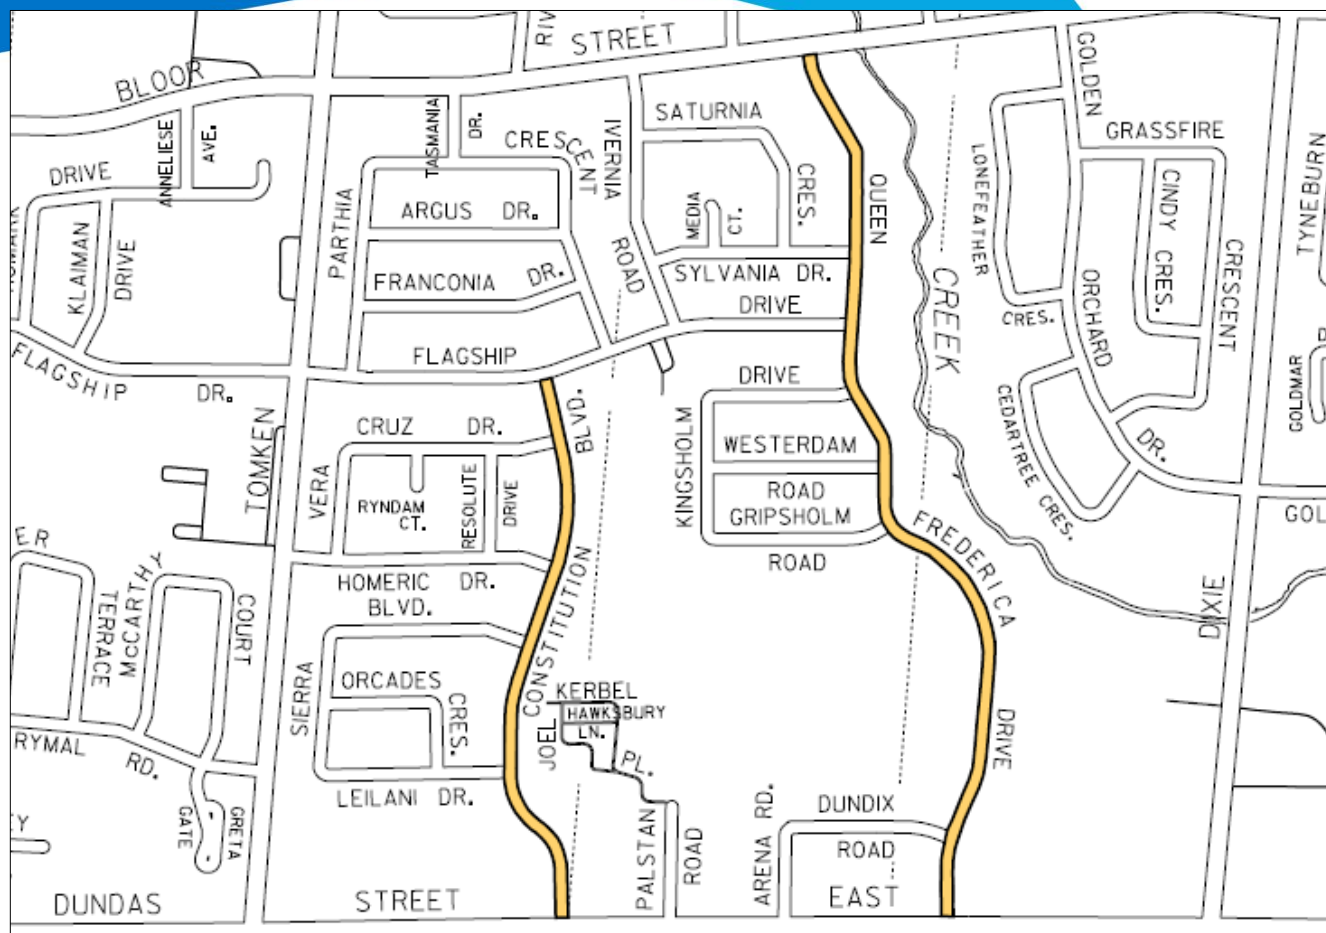 RIV
STREET
BLOOR
GOLDEN
TASMANIA
DR.
SATURNIA
ANNELIESE
AVE.
CRESCENT
IVERNIA
GRASSFIRE
TYNEBURN
DRIVE
LONEFEATHER
CINDY CRES.
CRES.
QUEEN
PARTHIA
ARGUS DR.
MEDIA
CT.
KLAIMAN
DRIVE
ROAD
FRANCONIA DR.
SYLVANIA DR.
CREEK
ORCHARD
CRESCENT
DRIVE
CRES.
FLAGSHIP
FLAGSHIP
DR.
DRIVE
GOLDMAR
BLVD.
CEDARTREE CRES.
TOMKEN
CRUZ DR.
KINGSHOLM
WESTERDAM
DR.
VERA
RYNDAM
CT.
RESOLUTE
DRIVE
ROAD
GRIPSHOLM
GOL
ER
FREDERICA
ROAD
McCARTHY
TERRACE
COURT
HOMERIC DR.
BLVD.
CONSTITUTION
DIXIE
SIERRA
ORCADES
CRES.
KERBEL
HAWKSBURY
LN.
JOEL
PL.
DRIVE
RYMAL
RD.
LEILANI DR.
GATE
GRETA
PALSTAN
ROAD
ARENA RD.
DUNDIX
ROAD
EY
DUNDAS
STREET
EAST